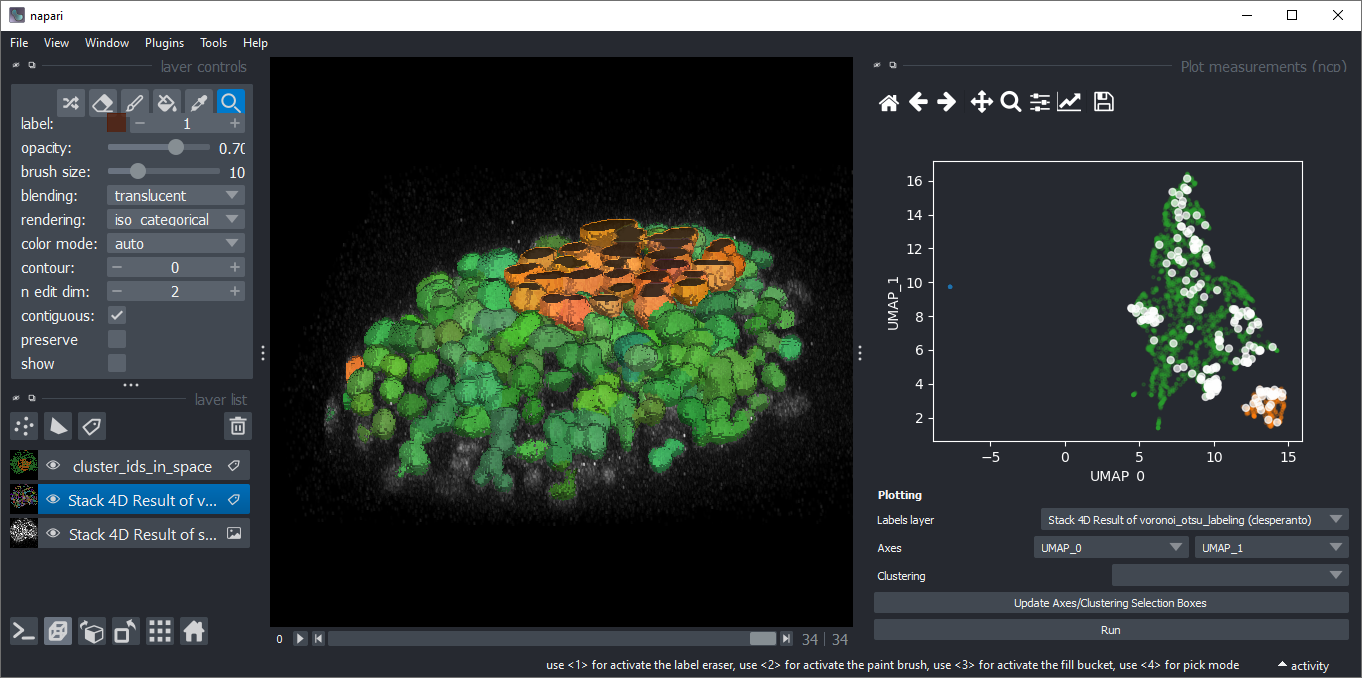 napari
File View Window Plugins Tools Help
layer controls
label: 1
opacity: 0.70
brush size: 10
blending: translucent
rendering: iso_categorical
color mode: auto
contour: 0
n edit dim: 2
contiguous:
preserve
show
layer list
cluster_ids_in_space
Stack 4D Result of v...
Stack 4D Result of s...
0 34 | 34
Plot measurements (ncp)
16
14
12
10
8
6
4
2
UMAP_1
−5 0 5 10 15
UMAP_0
Plotting
Labels layer Stack 4D Result of voronoi_otsu_labeling (clesperanto)
Axes UMAP_0 UMAP_1
Clustering
Update Axes/Clustering Selection Boxes
Run
use <1> for activate the label eraser, use <2> for activate the paint brush, use <3> for activate the fill bucket, use <4> for pick mode
activity